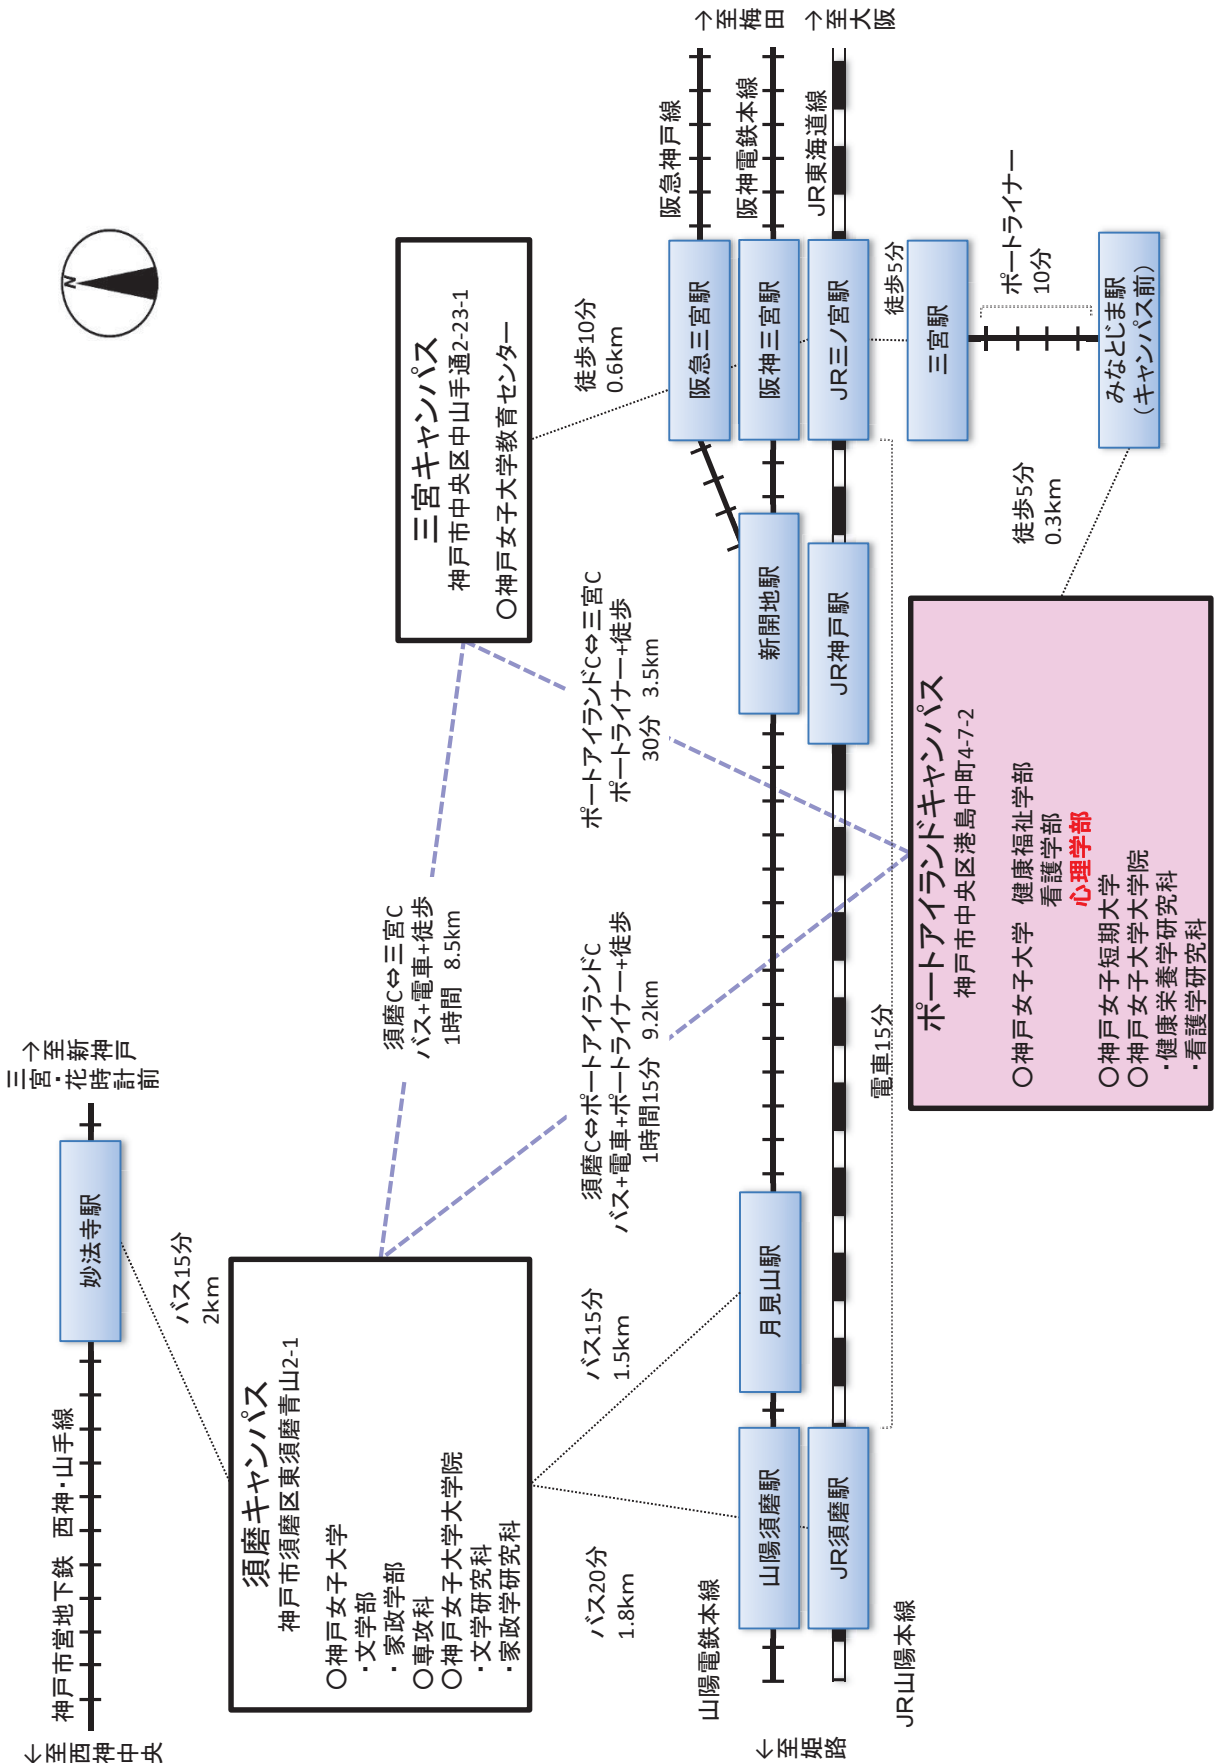 ←至西神中央
神戸市営地下鉄 西神・山手線
妙法寺駅
→至新神戸
三宮・花時計前
N
バス15分
2km
須磨キャンパス
神戸市須磨区東須磨青山2-1
○神戸女子大学
・文学部
・家政学部
○専攻科
○神戸女子大学大学院
・文学研究科
・家政学研究科
須磨C⇔三宮C
バス+電車+徒歩
1時間 8.5km
三宮キャンパス
神戸市中央区中山手通2-23-1
○神戸女子大学教育センター
徒歩10分
0.6km
バス20分
1.8km
バス15分
1.5km
須磨C⇔ポートアイランドC
バス+電車+ポートライナー+徒歩
1時間15分 9.2km
ポートアイランドC⇔三宮C
ポートライナー+徒歩
30分 3.5km
阪急三宮駅
阪急神戸線
→至梅田
山陽電鉄本線
山陽須磨駅
月見山駅
新開地駅
阪神三宮駅
阪神電鉄本線
←至姫路
JR須磨駅
JR神戸駅
JR三ノ宮駅
JR東海道線
→至大阪
JR山陽本線
電車15分
徒歩5分
三宮駅
ポートライナー
10分
みなとじま駅
（キャンパス前）
徒歩5分
0.3km
ポートアイランドキャンパス
神戸市中央区港島中町4-7-2
○神戸女子大学 健康福祉学部
看護学部
心理学部
○神戸女子短期大学
○神戸女子大学大学院
・健康栄養学研究科
・看護学研究科